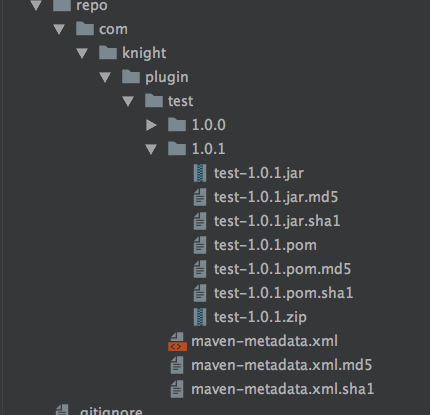 repo
com
knight
plugin
test
1.0.0
1.0.1
test-1.0.1.jar
test-1.0.1.jar.md5
test-1.0.1.jar.sha1
test-1.0.1.pom
test-1.0.1.pom.md5
test-1.0.1.pom.sha1
test-1.0.1.zip
maven-metadata.xml
maven-metadata.xml.md5
maven-metadata.xml.sha1
.gitignore